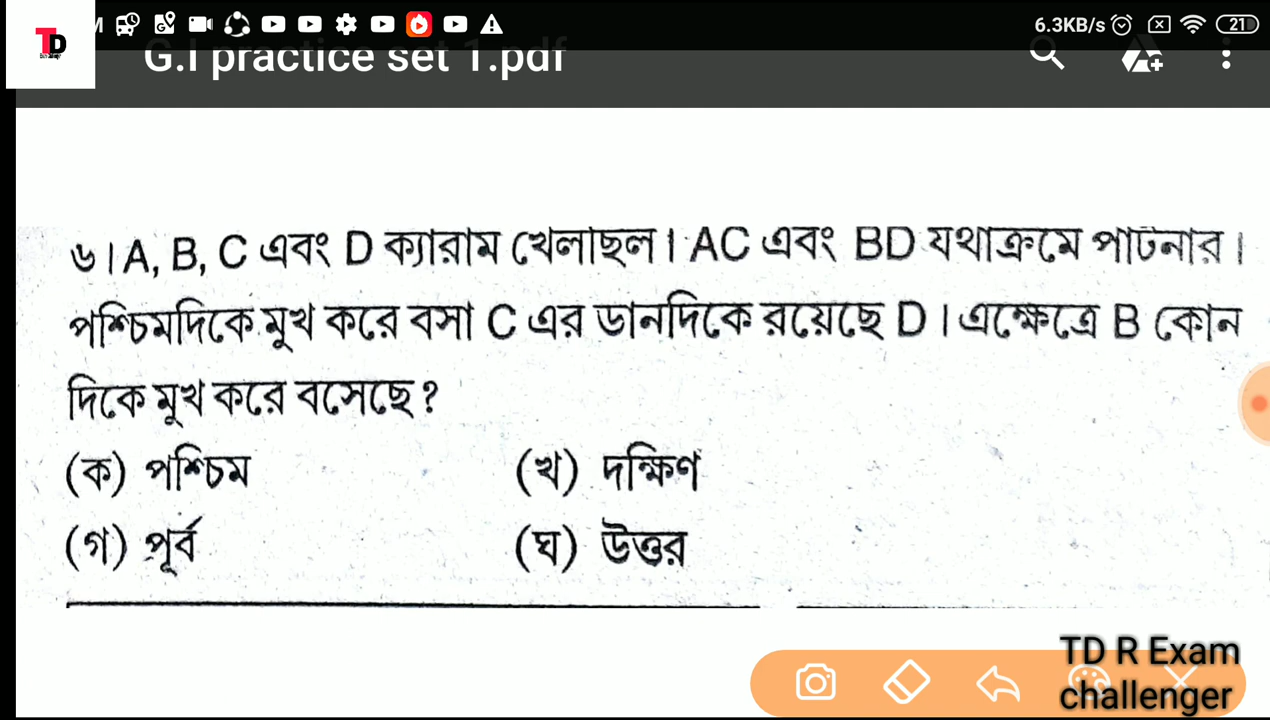 TD
6.3KB/s 21
G.I practice set 1.pdf
৬। A, B, C এবং D ক্যারাম খেলাছল। AC এবং BD যথাক্রমে পার্টনার।
পশ্চিমদিকে মুখ করে বসা C এর ডানদিকে রয়েছে D। এক্ষেত্রে B কোন
দিকে মুখ করে বসেছে?
(ক) পশ্চিম (খ) দক্ষিণ
(গ) পূর্ব (ঘ) উত্তর
TD R Exam
challenger